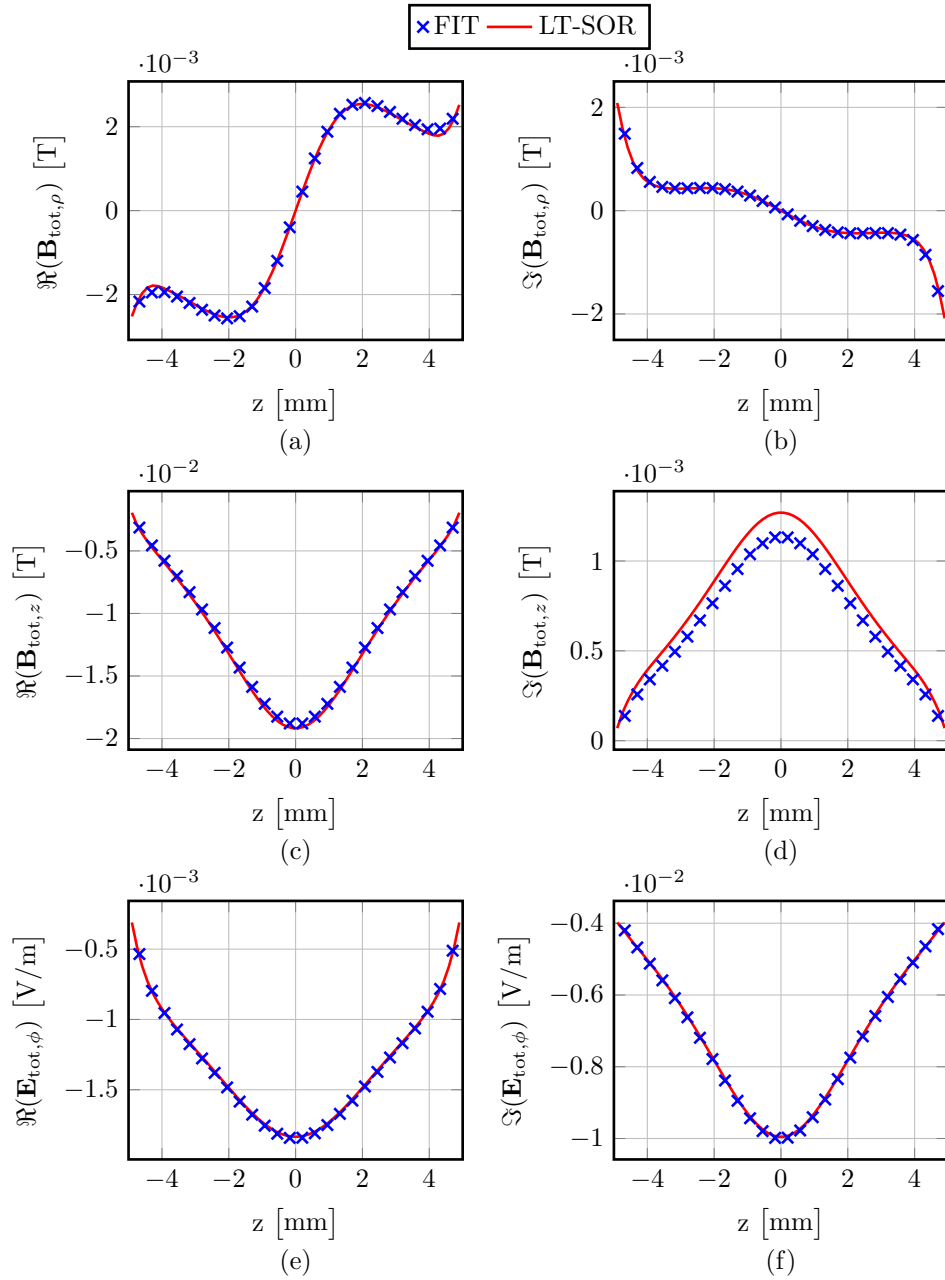 FIT LT-SOR
·10⁻³
ℜ(B_tot,ρ) [T]
2
0
−2
−4 −2 0 2 4
z [mm]
(a)
·10⁻³
ℑ(B_tot,ρ) [T]
2
0
−2
−4 −2 0 2 4
z [mm]
(b)
·10⁻²
ℜ(B_tot,z) [T]
−0.5
−1
−1.5
−2
−4 −2 0 2 4
z [mm]
(c)
·10⁻³
ℑ(B_tot,z) [T]
1
0.5
0
−4 −2 0 2 4
z [mm]
(d)
·10⁻³
ℜ(E_tot,ϕ) [V/m]
−0.5
−1
−1.5
−4 −2 0 2 4
z [mm]
(e)
·10⁻²
ℑ(E_tot,ϕ) [V/m]
−0.4
−0.6
−0.8
−1
−4 −2 0 2 4
z [mm]
(f)